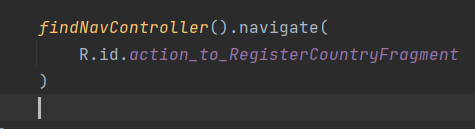 findNavController().navigate(
R.id.action_to_RegisterCountryFragment
)